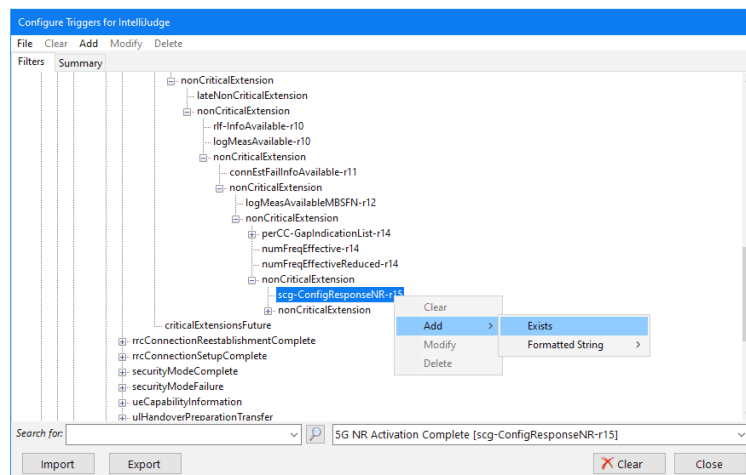 Configure Triggers for IntelliJudge
File Clear Add Modify Delete
Filters Summary
nonCriticalExtension
lateNonCriticalExtension
nonCriticalExtension
rlf-InfoAvailable-r10
logMeasAvailable-r10
nonCriticalExtension
connEstFailInfoAvailable-r11
nonCriticalExtension
logMeasAvailableMBSFN-r12
nonCriticalExtension
perCC-GapIndicationList-r14
numFreqEffective-r14
numFreqEffectiveReduced-r14
nonCriticalExtension
scg-ConfigResponseNR-r15
nonCriticalExtension
Clear
Add > Exists
Modify Formatted String >
Delete
criticalExtensionsFuture
rrcConnectionReestablishmentComplete
rrcConnectionSetupComplete
securityModeComplete
securityModeFailure
ueCapabilityInformation
ulHandoverPreparationTransfer
Search for: 5G NR Activation Complete [scg-ConfigResponseNR-r15]
Import Export Clear Close